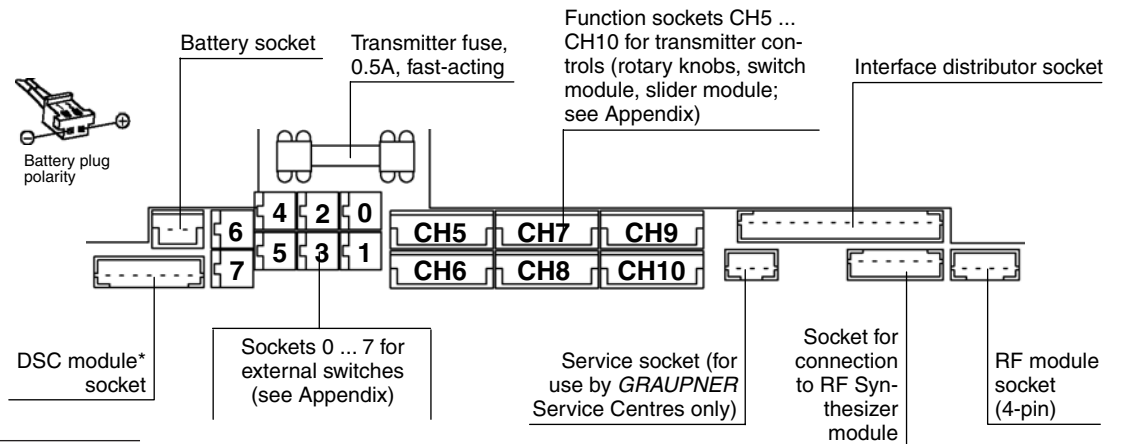 Battery socket
Transmitter fuse,
0.5A, fast-acting
Function sockets CH5 ...
CH10 for transmitter con-
trols (rotary knobs, switch
module, slider module;
see Appendix)
Interface distributor socket
Battery plug
polarity
6
4 2 0
5 3 1
7
CH5 CH7 CH9
CH6 CH8 CH10
DSC module*
socket
Sockets 0 ... 7 for
external switches
(see Appendix)
Service socket (for
use by GRAUPNER
Service Centres only)
Socket for
connection
to RF Syn-
thesizer
module
RF module
socket
(4-pin)